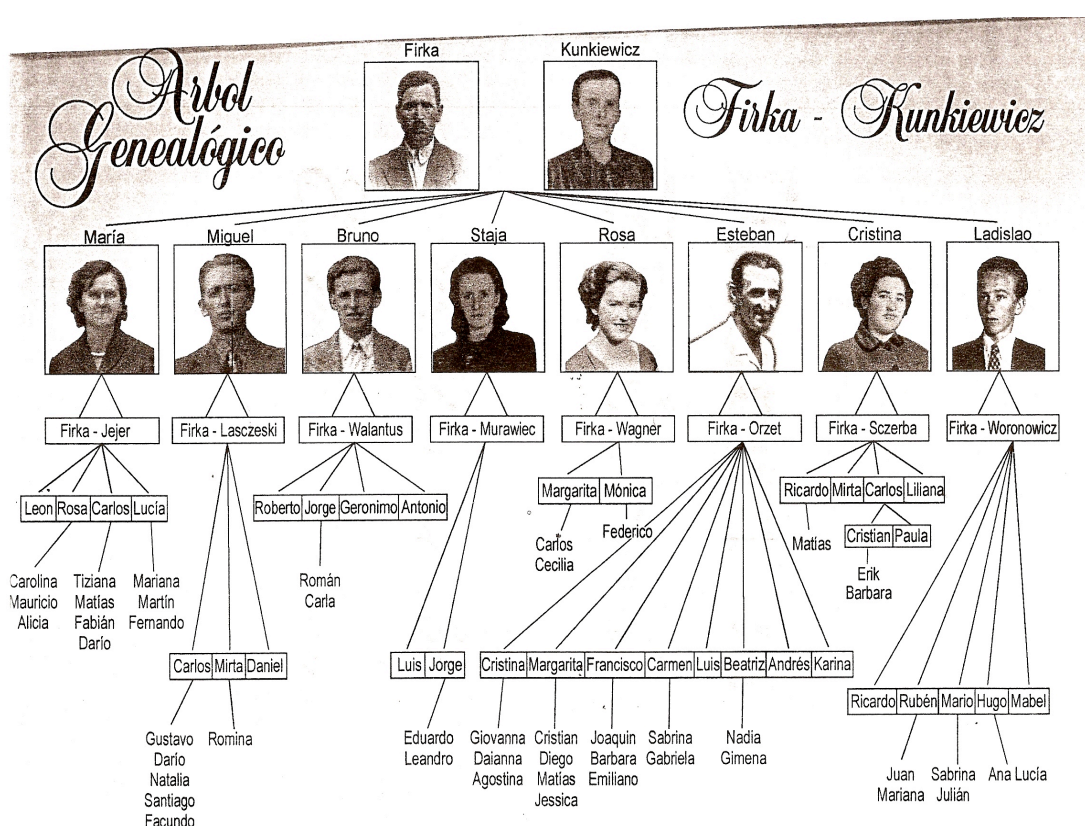 Arbol
Genealógico
Firka
Kunkiewicz
Firka - Kunkiewicz
María
Miguel
Bruno
Staja
Rosa
Esteban
Cristina
Ladislao
Firka - Jejer
Firka - Lasczeski
Firka - Walantus
Firka - Murawiec
Firka - Wagner
Firka - Orzet
Firka - Sczerba
Firka - Woronowicz
Leon Rosa Carlos Lucía
Carolina
Mauricio
Alicia
Tiziana
Matías
Fabián
Darío
Mariana
Martín
Fernando
Carlos Mirta Daniel
Gustavo
Darío
Natalia
Santiago
Facundo
Romina
Roberto Jorge Geronimo Antonio
Román
Carla
Luis Jorge
Eduardo
Leandro
Margarita Mónica
Carlos
Cecilia
Federico
Cristina Margarita Francisco Carmen Luis Beatriz Andrés Karina
Giovanna
Daianna
Agostina
Cristian
Diego
Matías
Jessica
Joaquin
Barbara
Emiliano
Sabrina
Gabriela
Nadia
Gimena
Ricardo Mirta Carlos Liliana
Matías
Cristian Paula
Erik
Barbara
Ricardo Rubén Mario Hugo Mabel
Juan
Mariana
Sabrina
Julián
Ana Lucía